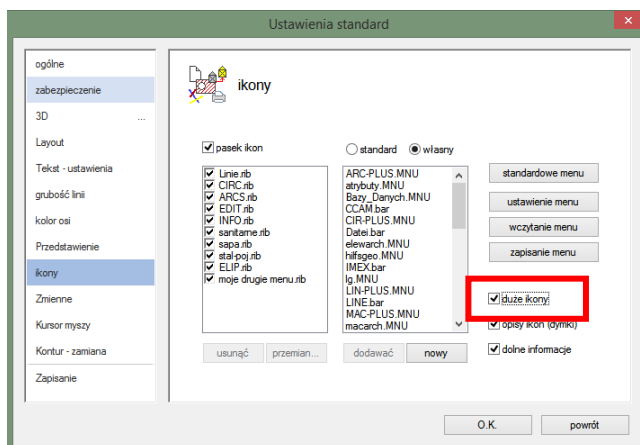 Ustawienia standard
×
ogólne
zabezpieczenie
3D ...
Layout
Tekst - ustawienia
grubość linii
kolor osi
Przedstawienie
ikony
Zmienne
Kursor myszy
Kontur - zamiana
Zapisanie
ikony
pasek ikon
standard własny
Linie.rib
CIRC.rib
ARCS.rib
EDIT.rib
INFO.rib
sanitarne.rib
sapa.rib
stal-poj.rib
ELIP.rib
moje drugie menu.rib
ARC-PLUS.MNU
atrybuty.MNU
Bazy_Danych.MNU
CCAM.bar
CIR-PLUS.MNU
Datei.bar
elewarch.MNU
hilfsgeo.MNU
IMEX.bar
lg.MNU
LIN-PLUS.MNU
LINE.bar
MAC-PLUS.MNU
macarch.MNU
standardowe menu
ustawienie menu
wczytanie menu
zapisanie menu
duże ikony
opisy ikon (dymki)
dolne informacje
usunąć przemian... dodawać nowy
O.K. powrót